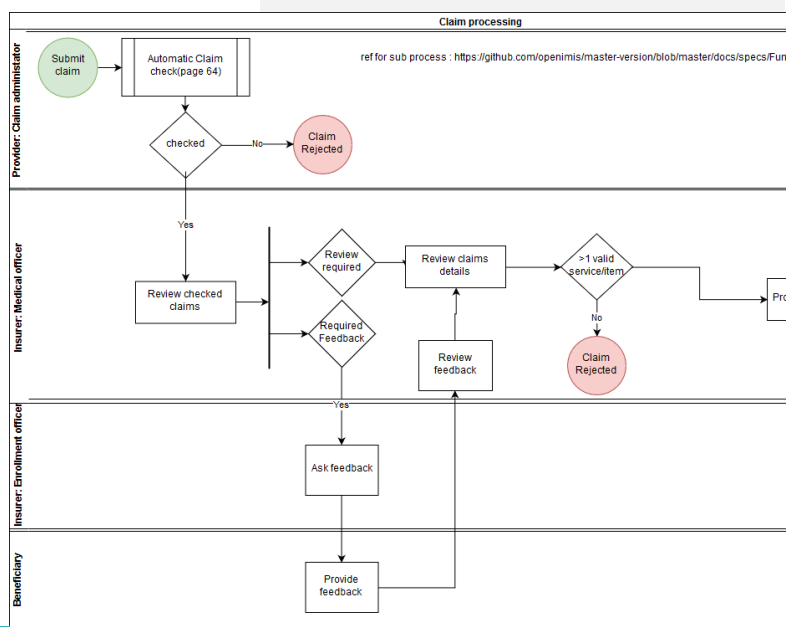 Claim processing
Provider: Claim administator
Submit
claim
Automatic Claim
check(page 64)
ref for sub process : https://github.com/openimis/master-version/blob/master/docs/specs/Fun
checked
No
Claim
Rejected
Yes
Insurer: Medical officer
Review checked
claims
Review
required
Required
Feedback
Review claims
details
>1 valid
service/item
Pro
No
Claim
Rejected
Review
feedback
Yes
Insurer: Enrollment officer
Ask feedback
Beneficiary
Provide
feedback